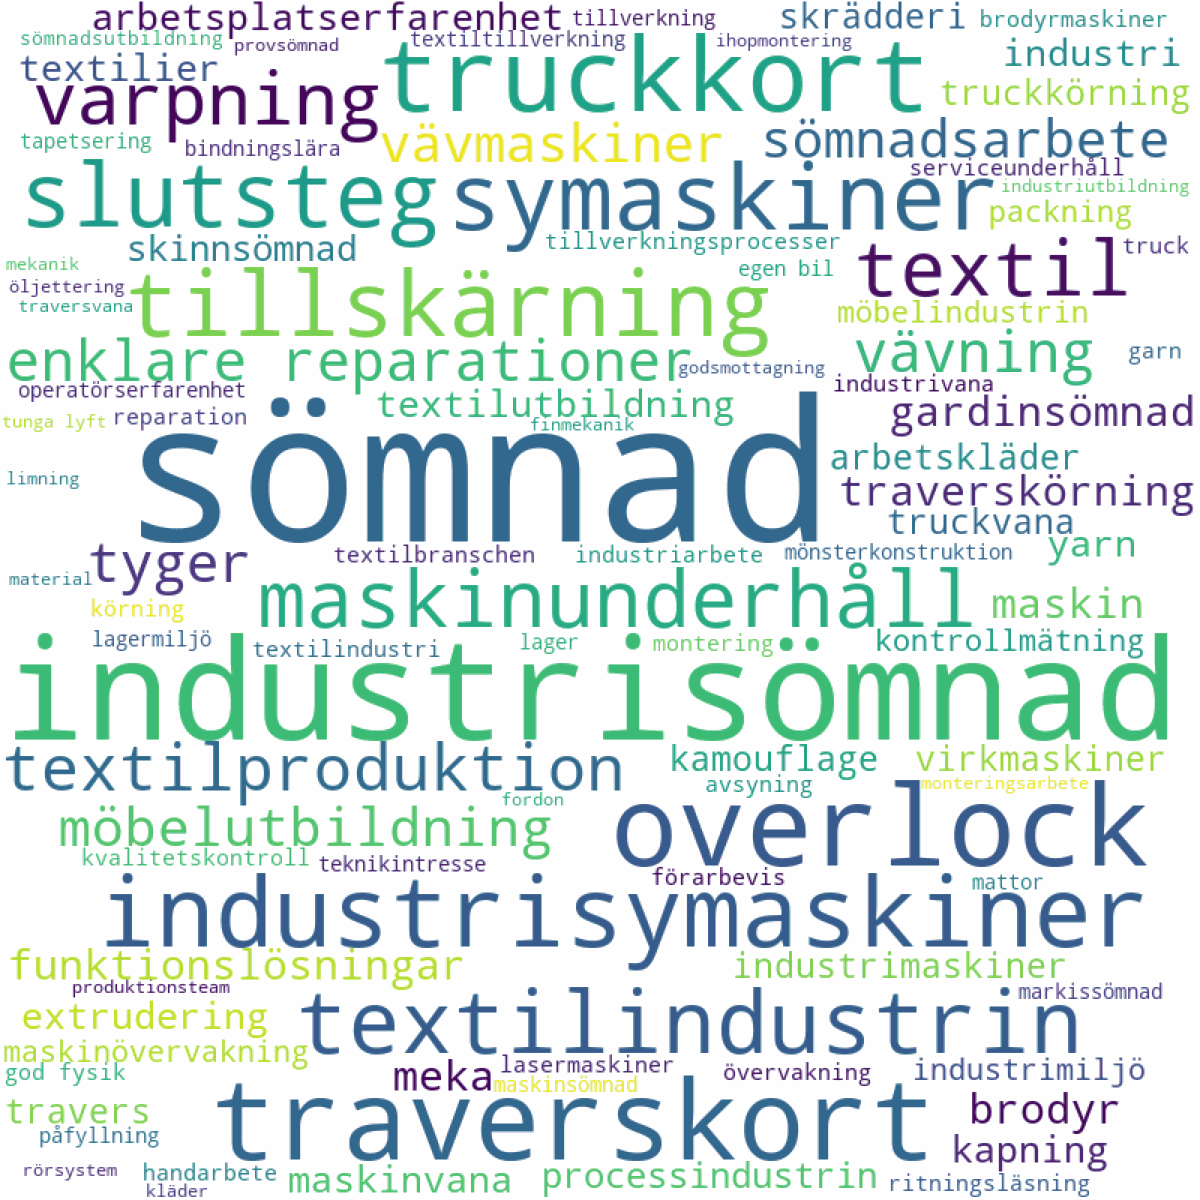 arbetsplatserfarenhet
tillverkning
skrädderi
brodyrmaskiner
sömnadsutbildning
provsömnad
textiltillverkning
ihopmontering
industri
textilier
truckkort
varpning
truckkörning
tapetsering
bindningslära
vävmaskiner
sömnadsarbete
serviceunderhåll
slutsteg
symaskiner
industriutbildning
packning
skinnsömnad
tillverkningsprocesser
textil
truck
mekanik
egen bil
öljettering
tillskärning
traversvana
möbelindustrin
enklare reparationer
vävning
garn
godsmottagning
operatörserfarenhet
industrivana
tunga lyft
reparation
textilutbildning
gardinsömnad
finmekanik
sömnad
arbetskläder
limning
traverskörning
truckvana
tyger
textilbranschen
industriarbete
mönsterkonstruktion
yarn
material
körning
maskinunderhåll
maskin
lagermiljö
textilindustri
lager
montering
kontrollmätning
industrisömnad
textilproduktion
kamouflage
virkmaskiner
avsyning
monteringsarbete
fordon
möbelutbildning
overlock
kvalitetskontroll
teknikintresse
förarbevis
mattor
industrisymaskiner
funktionslösningar
industrimaskiner
produktionsteam
markissömnad
extrudering
textilindustrin
maskinövervakning
god fysik
meka
lasermaskiner
maskinsömnad
övervakning
industrimiljö
travers
traverskort
brodyr
påfyllning
kapning
rörsystem
handarbete
kläder
maskinvana
processindustrin
ritningsläsning